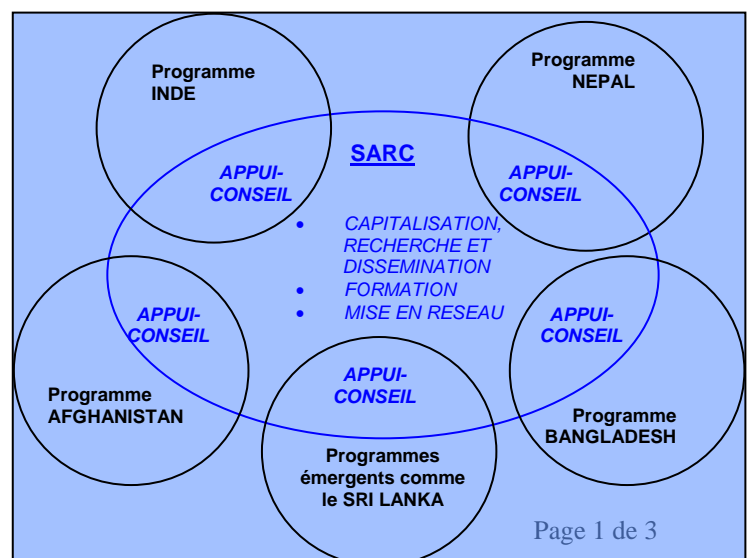 Programme
INDE
Programme
NEPAL
SARC
APPUI-
CONSEIL
APPUI-
CONSEIL
• CAPITALISATION,
RECHERCHE ET
DISSEMINATION
• FORMATION
• MISE EN RESEAU
APPUI-
CONSEIL
APPUI-
CONSEIL
APPUI-
CONSEIL
Programme
AFGHANISTAN
Programme
BANGLADESH
Programmes
émergents comme
le SRI LANKA
Page 1 de 3